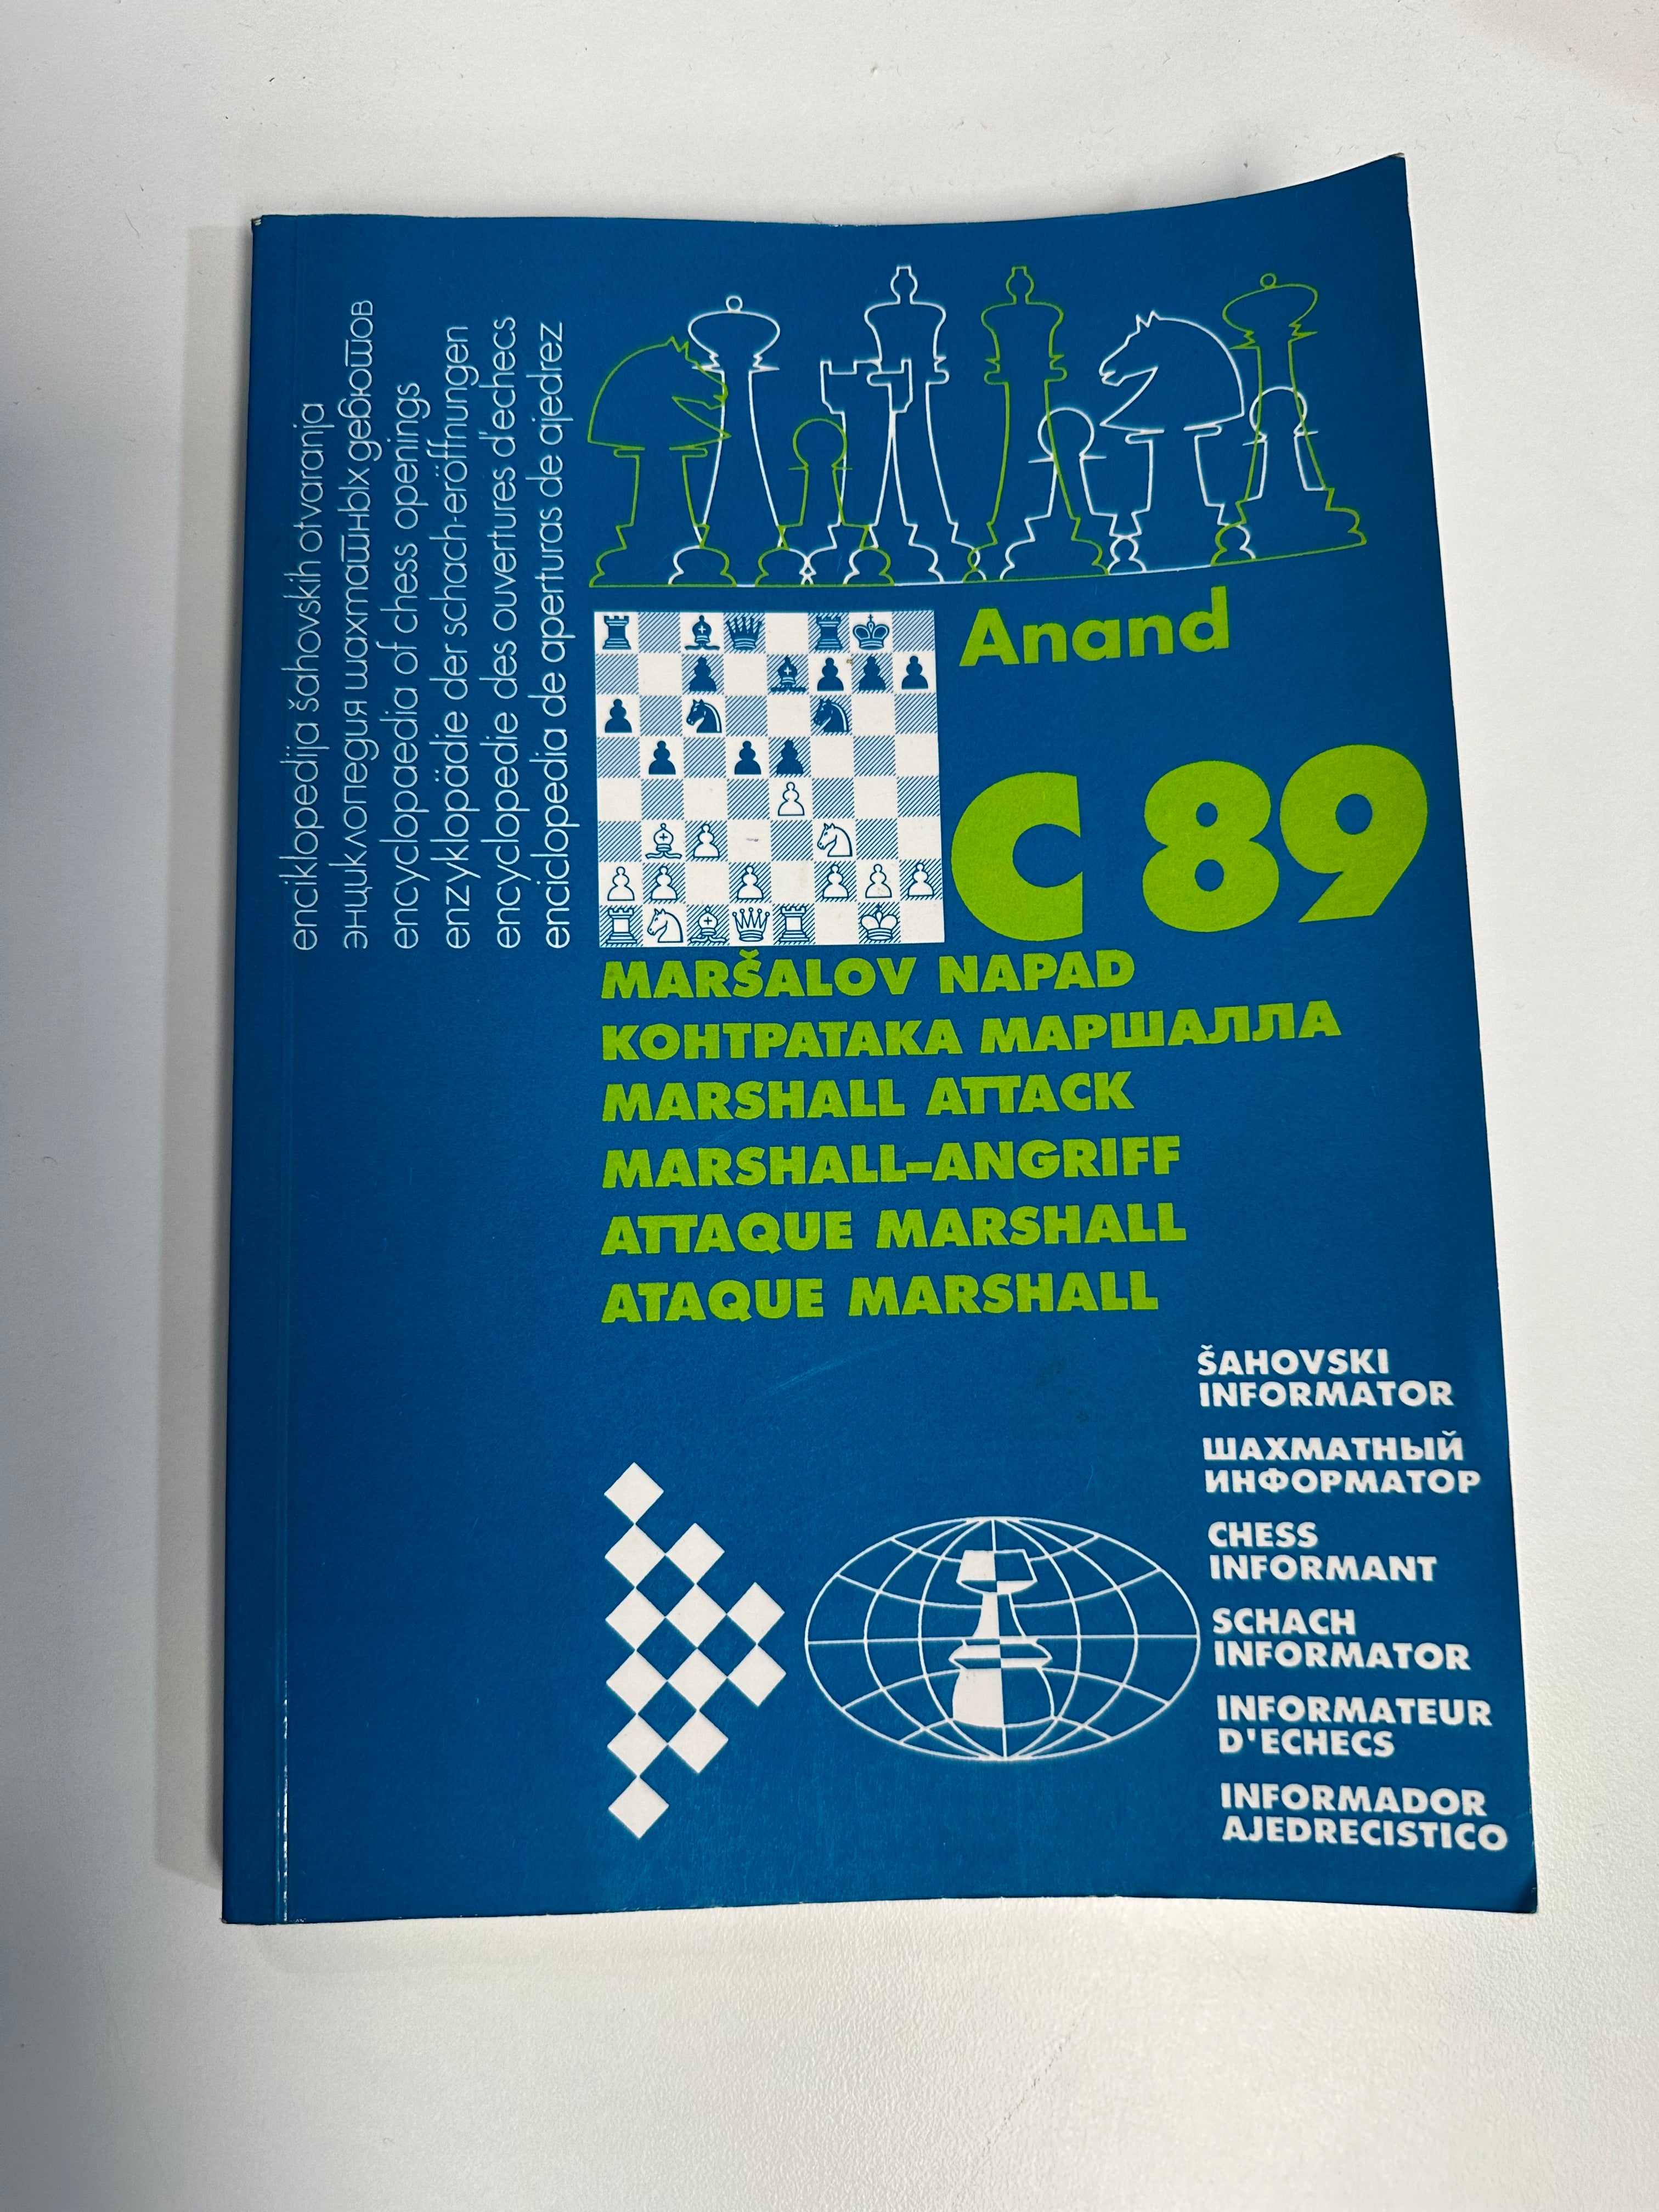 enciklopedija šahovskih otvaranja
энциклопедия шахматных дебютов
encyclopaedia of chess openings
enzyklopädie der schach-eröffnungen
encyclopedie des ouvertures d'echecs
enciclopedia de aperturas de ajedrez
Anand
C 89
MARŠALOV NAPAD
КОНТРАТАКА МАРШАЛЛА
MARSHALL ATTACK
MARSHALL-ANGRIFF
ATTAQUE MARSHALL
ATAQUE MARSHALL
ŠAHOVSKI
INFORMATOR
ШАХМАТНЫЙ
ИНФОРМАТОР
CHESS
INFORMANT
SCHACH
INFORMATOR
INFORMATEUR
D'ECHECS
INFORMADOR
AJEDRECISTICO